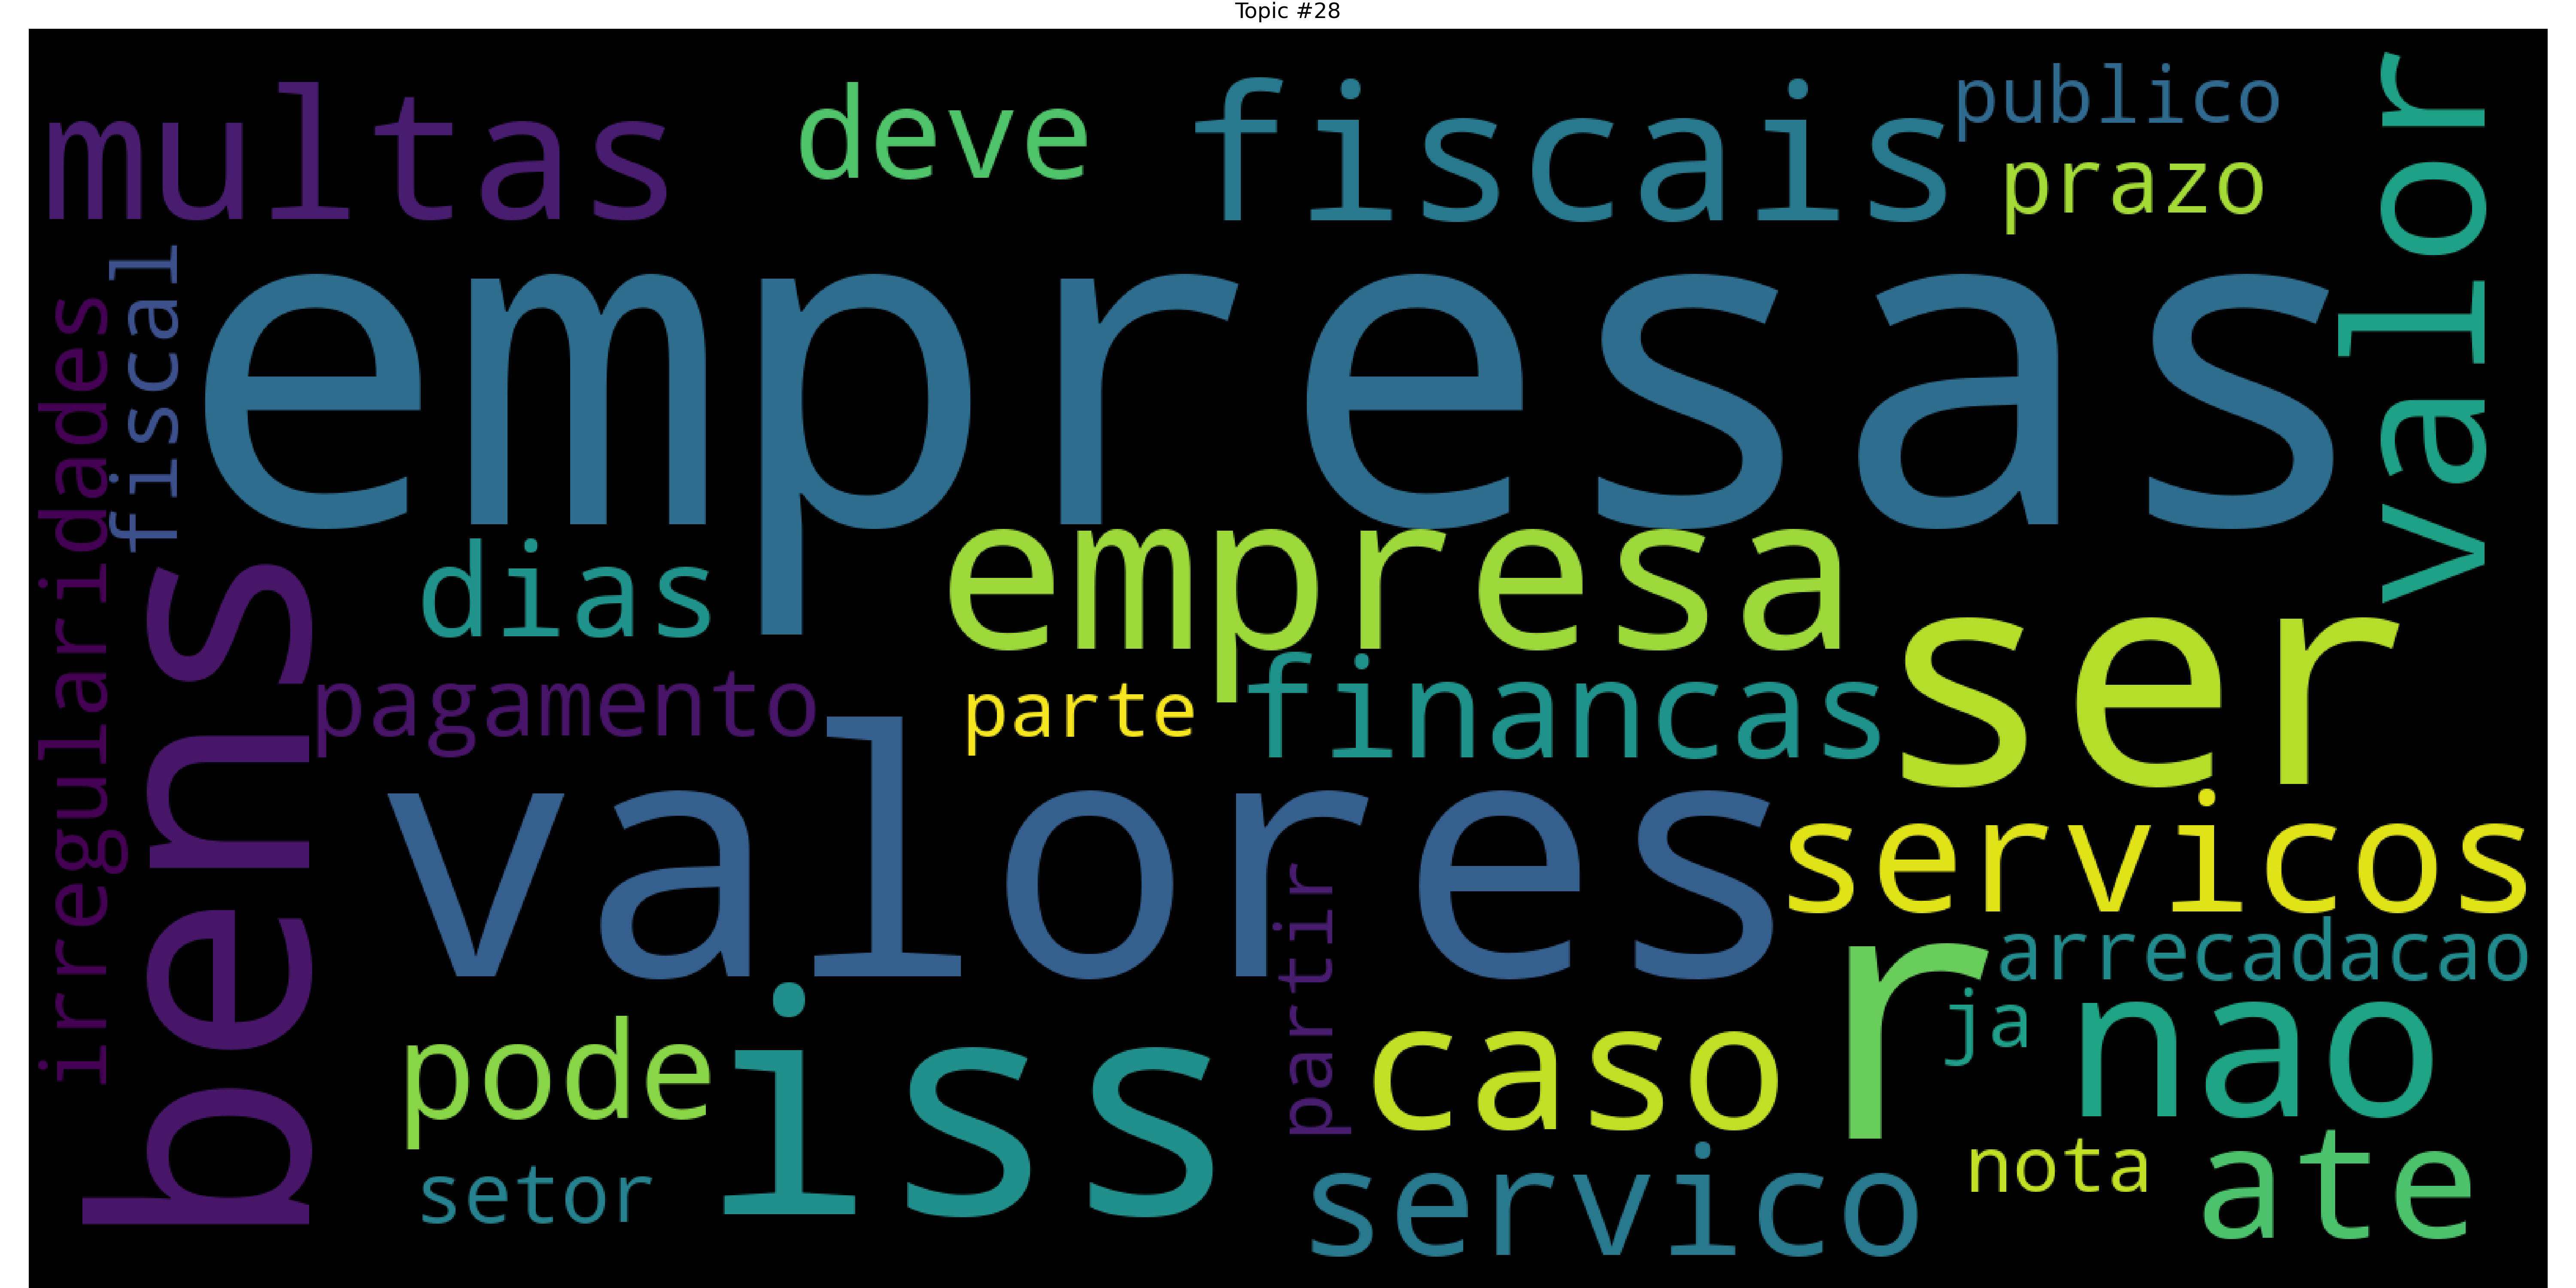 Topic #28
multas
deve
fiscais
publico
prazo
valor
irregularidades
fiscal
empresas
bens
dias
empresa
ser
pagamento
parte
financas
valores
servicos
partir
r
arrecadacao
pode
iss
caso
ja
nao
setor
servico
nota
ate